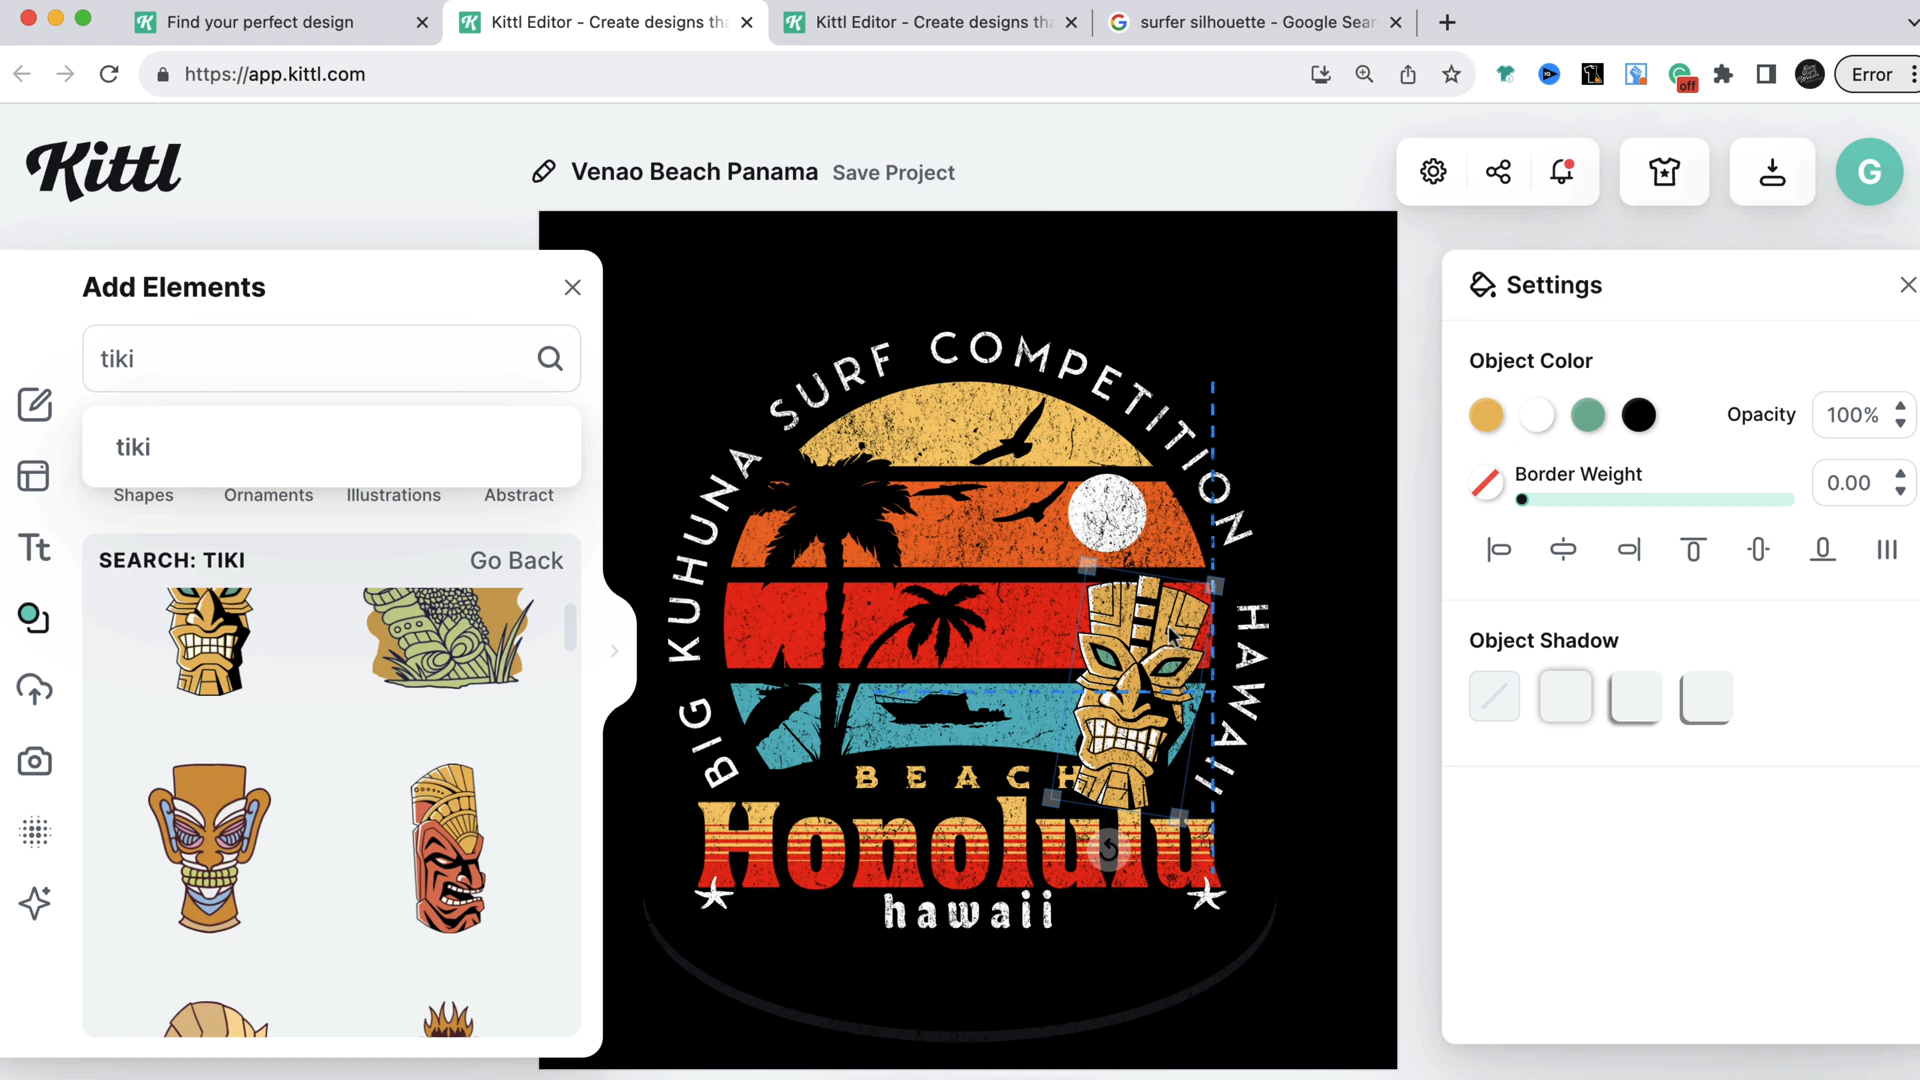 Find your perfect design
Kittl Editor - Create designs tha
Kittl Editor - Create designs tha
surfer silhouette - Google Sear
https://app.kittl.com
off
Error
Kittl
Venao Beach Panama
Save Project
G
Add Elements
tiki
tiki
Shapes
Ornaments
Illustrations
Abstract
SEARCH: TIKI
Go Back
Tt
BIG KUHUNA SURF COMPETITION HAWAII
BEACH
Honolulu
hawaii
Settings
Object Color
Opacity
100%
Border Weight
0.00
Object Shadow